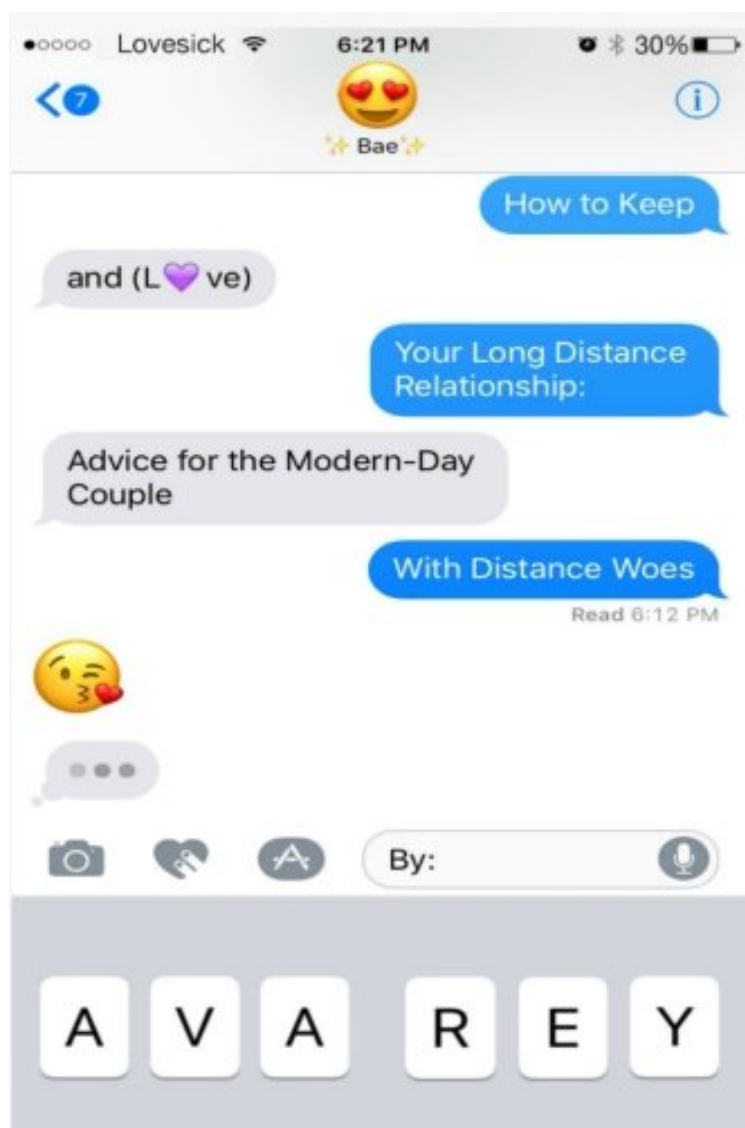 Lovesick 6:21 PM 30%
7
✨ Bae ✨
How to Keep
and (L💜 ve)
Your Long Distance
Relationship:
Advice for the Modern-Day
Couple
With Distance Woes
Read 6:12 PM
By:
A V A R E Y